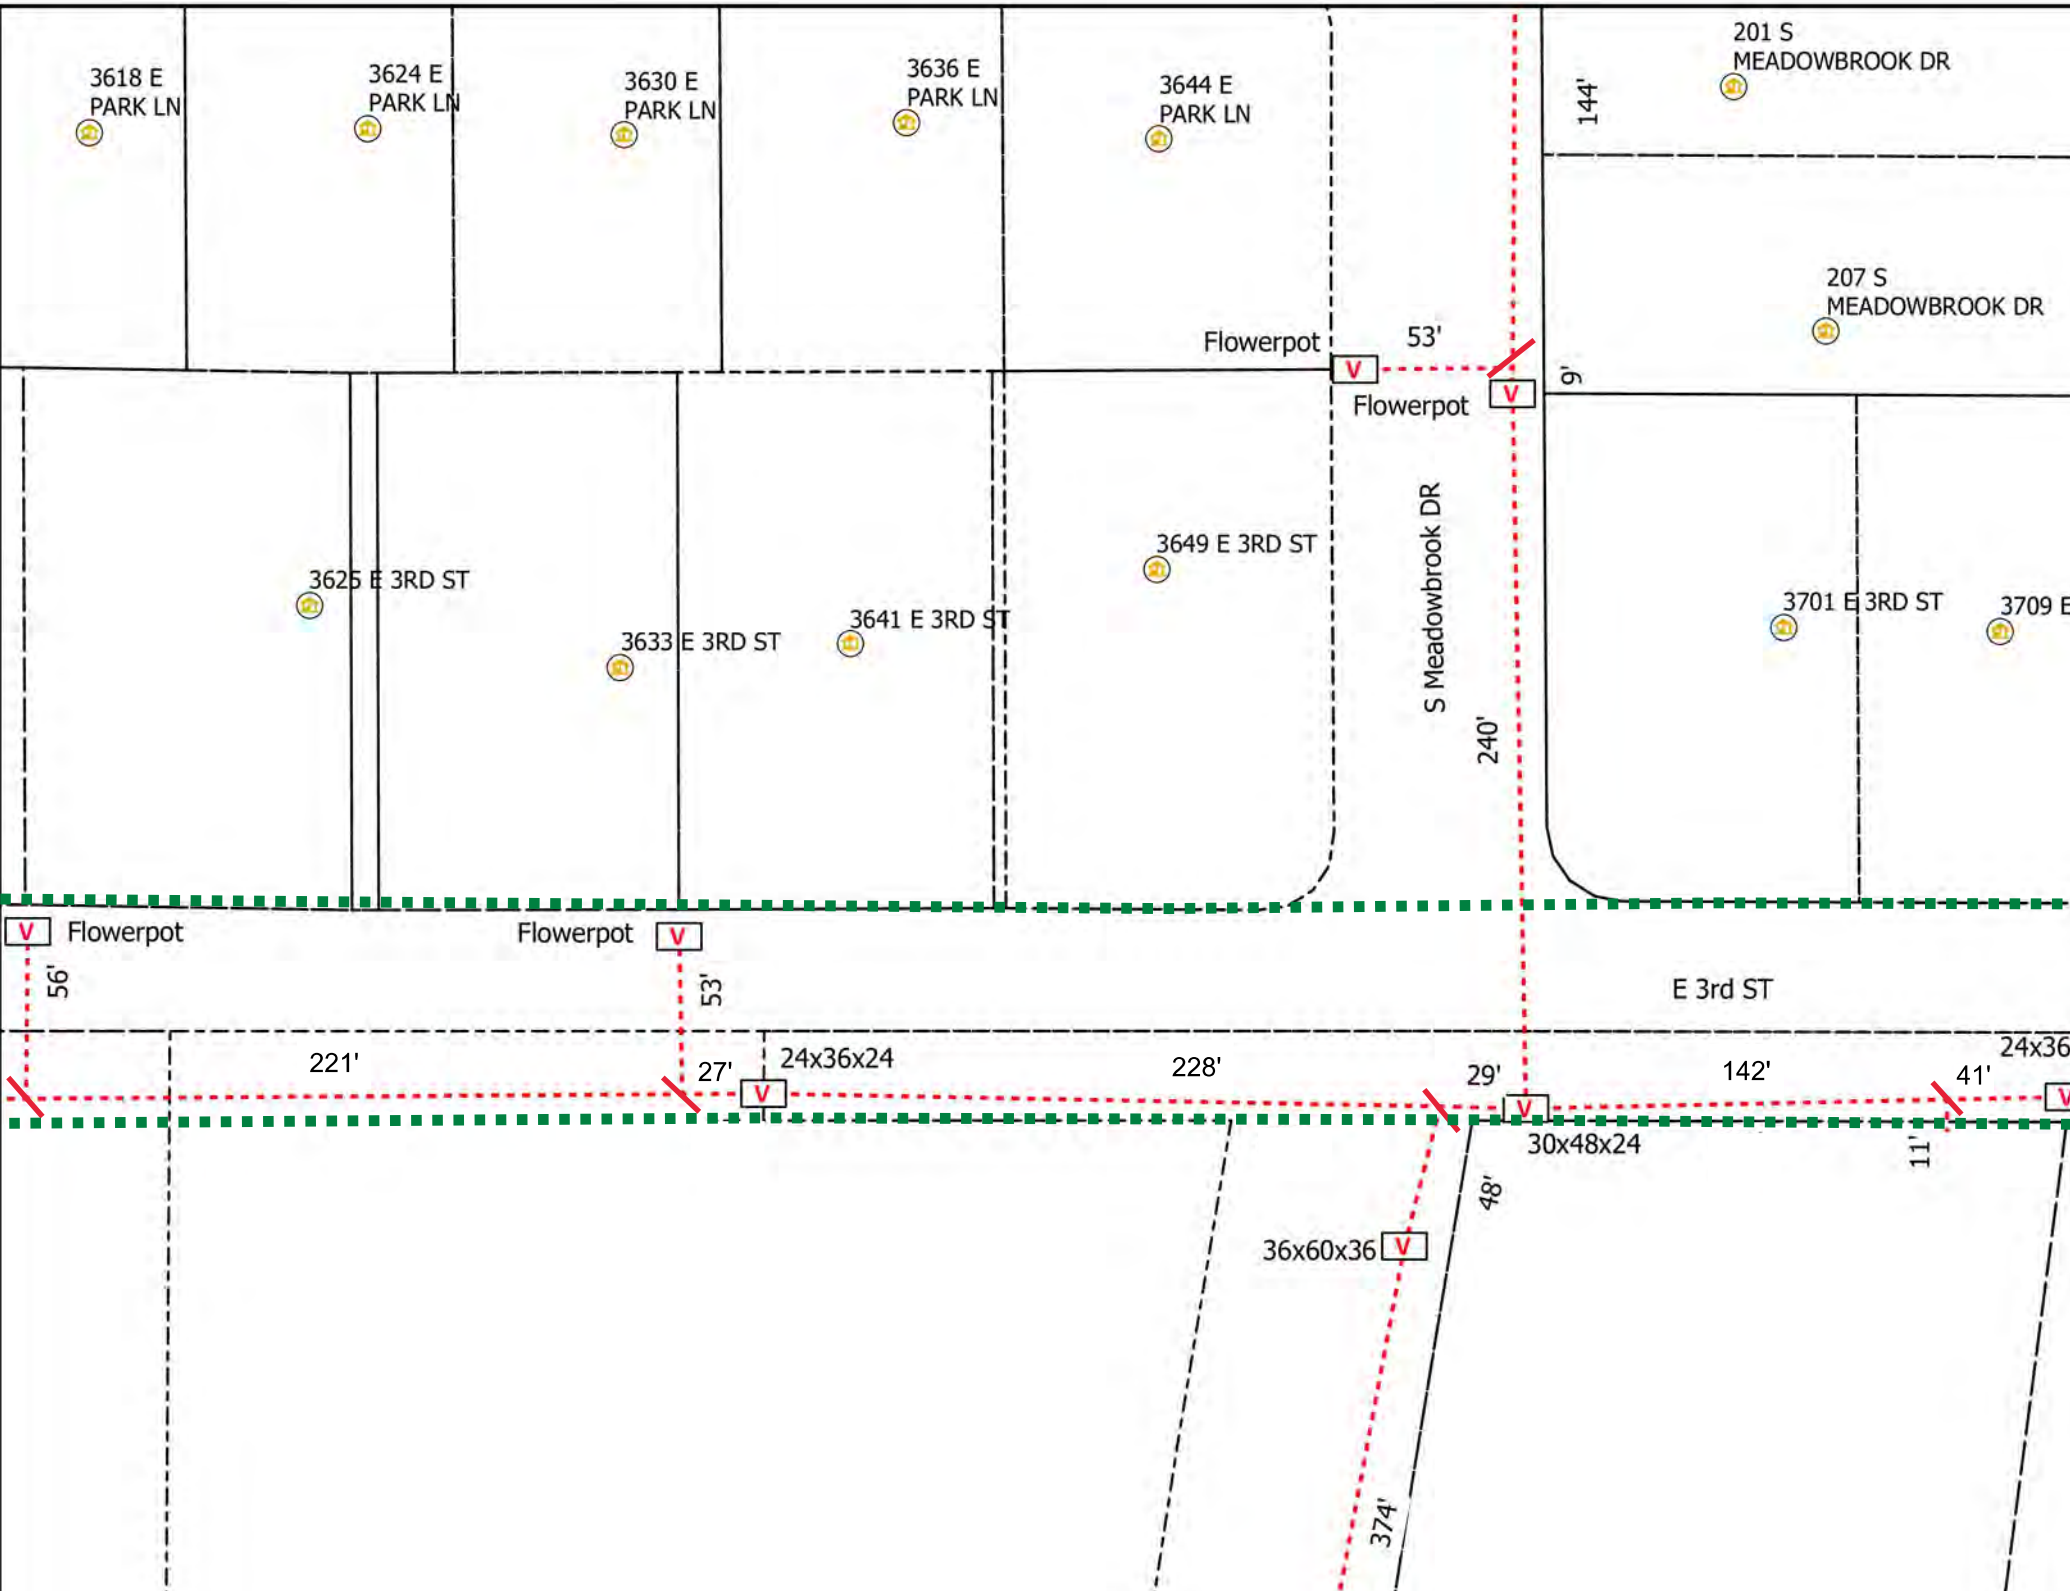 201 S
MEADOWBROOK DR
3618 E
PARK LN
3624 E
PARK LN
3630 E
PARK LN
3636 E
PARK LN
3644 E
PARK LN
144'
207 S
MEADOWBROOK DR
Flowerpot
53'
V
9'
V
Flowerpot
S Meadowbrook DR
3649 E 3RD ST
3625 E 3RD ST
3633 E 3RD ST
3641 E 3RD ST
3701 E 3RD ST
3709 E
240'
V
Flowerpot
Flowerpot
V
56'
53'
E 3rd ST
221'
27'
24x36x24
V
228'
29'
V
142'
41'
24x36
V
30x48x24
11'
48'
36x60x36
V
374'